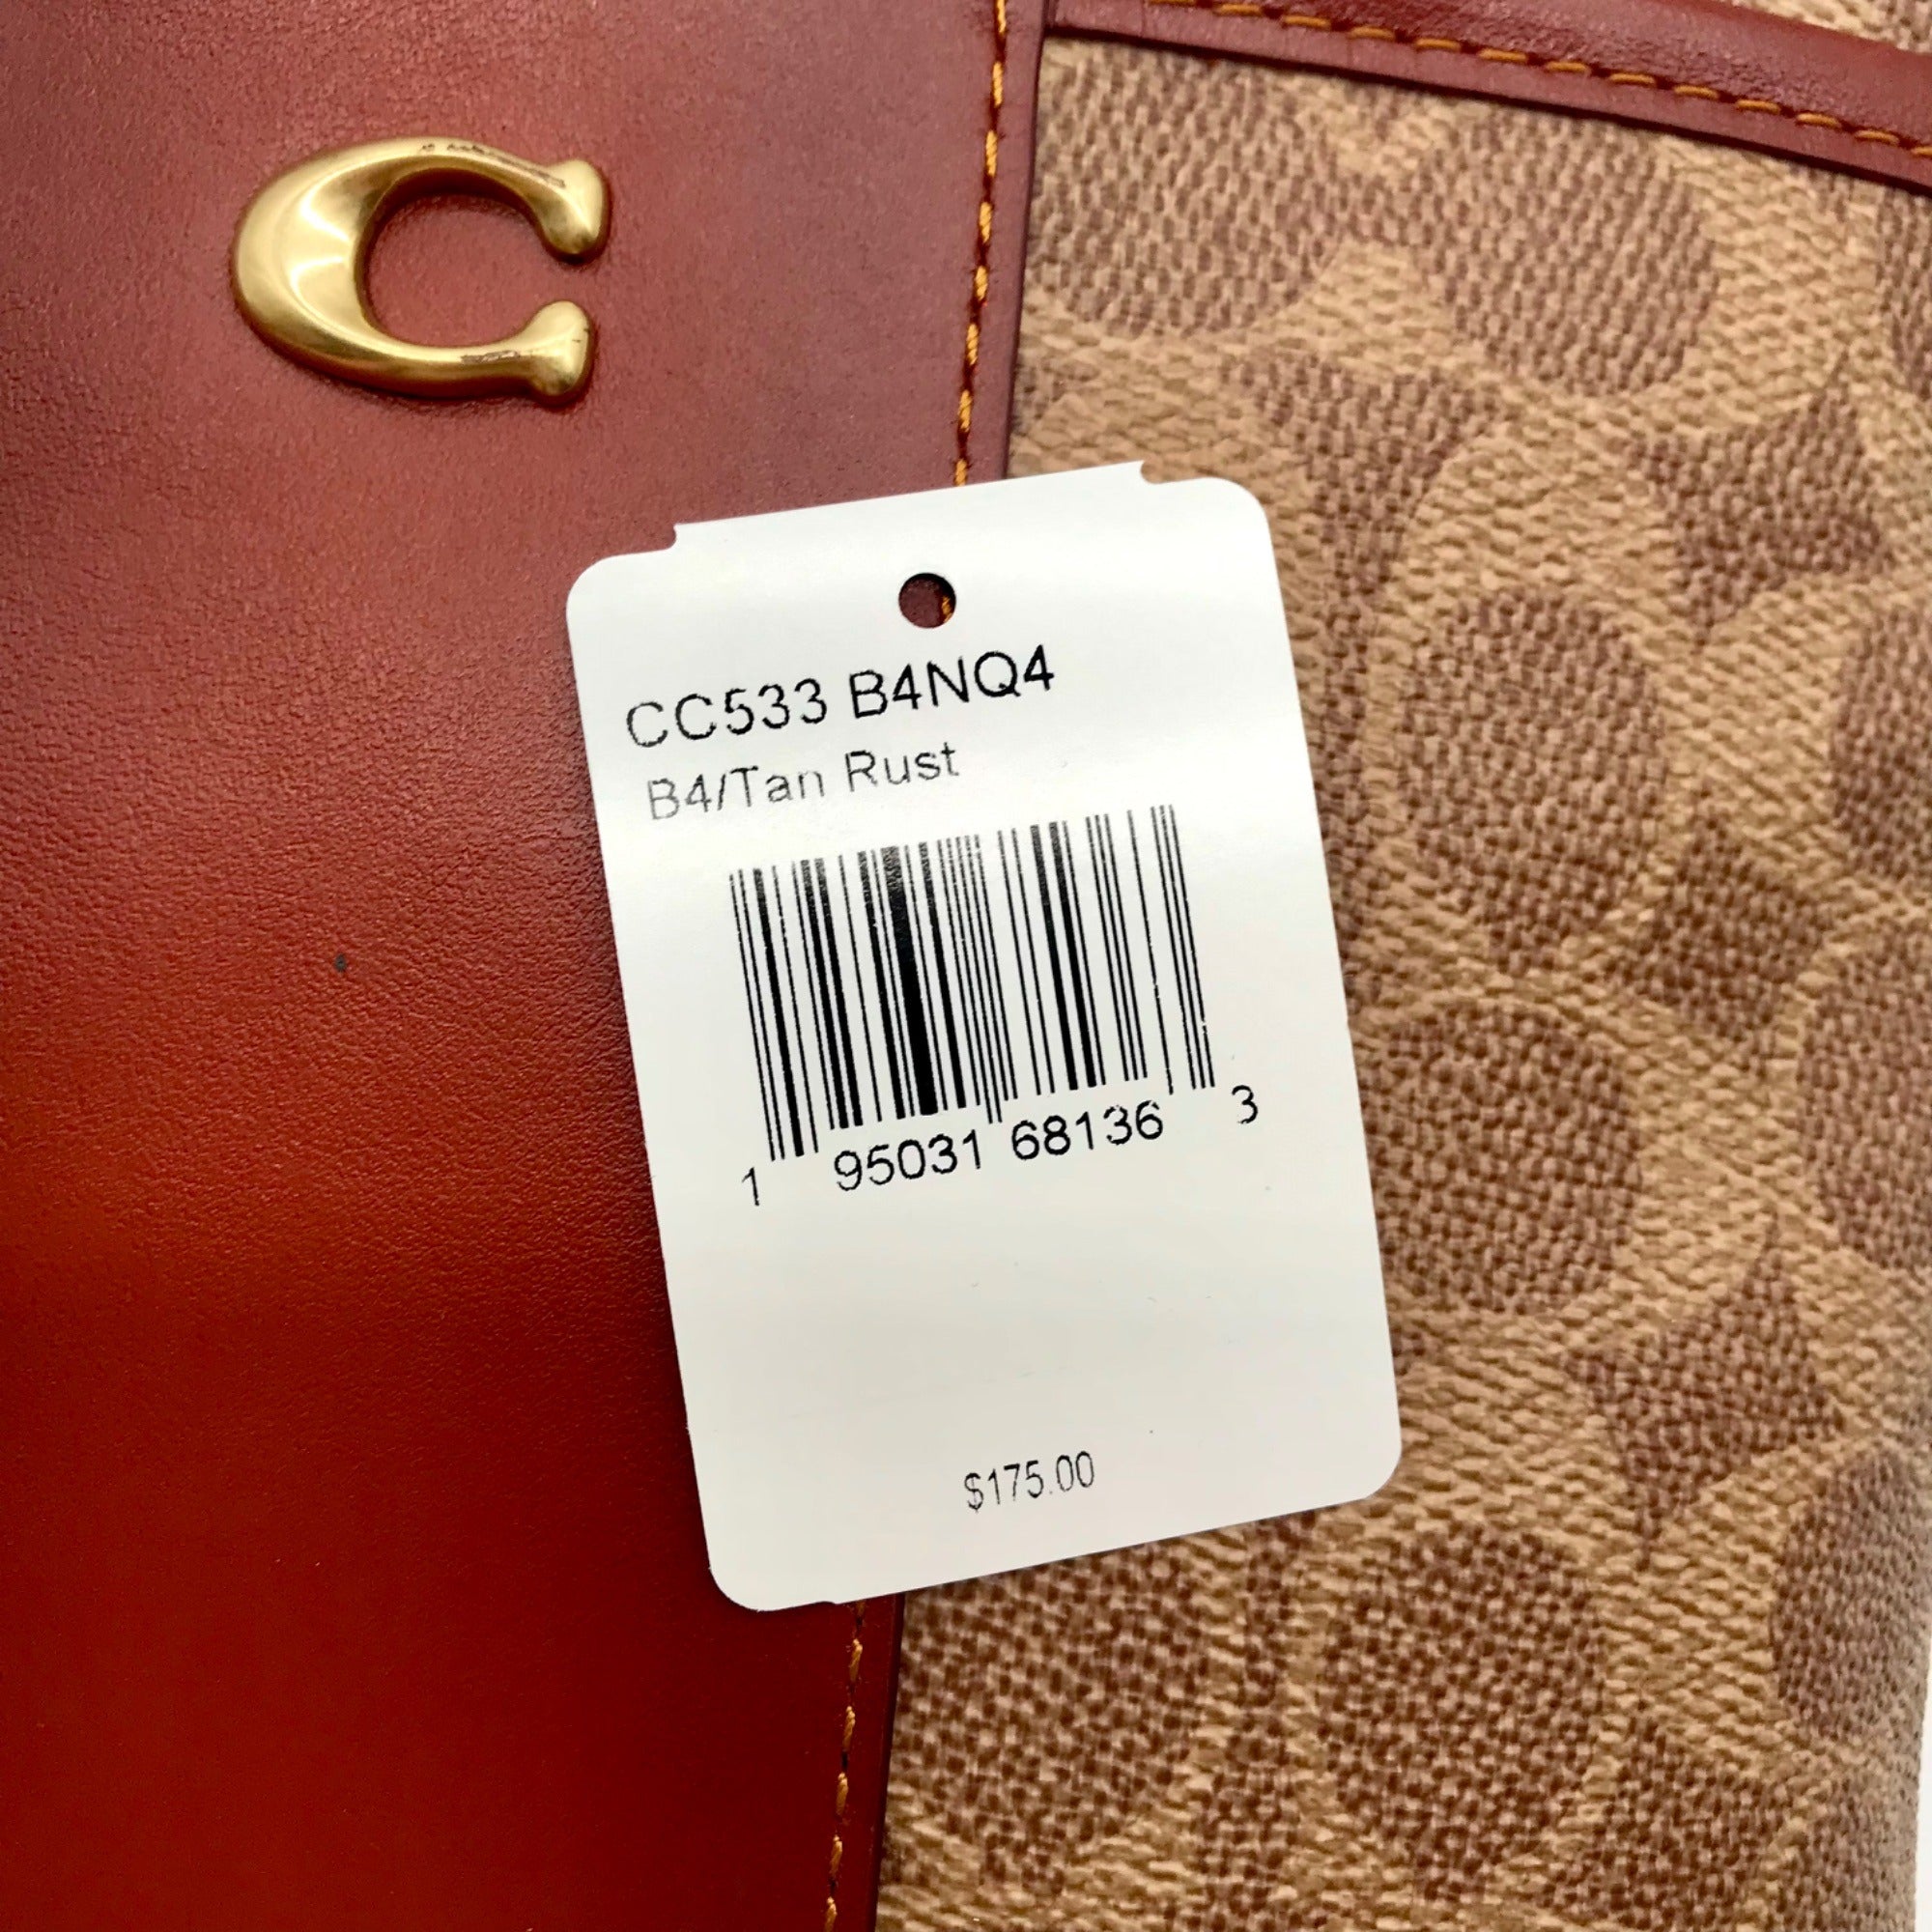 C
CC533 B4NQ4
B4/Tan Rust
1 95031 68136 3
$175.00